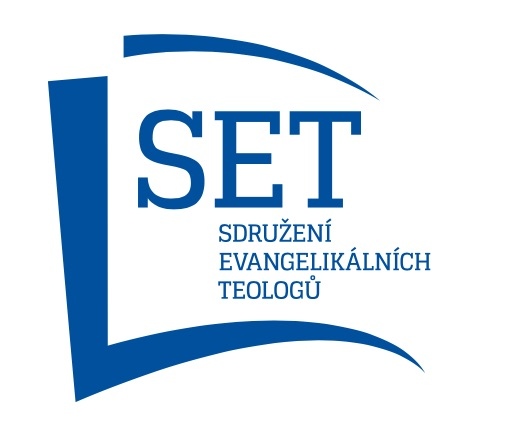 SET
SDRUŽENÍ
EVANGELIKÁLNÍCH
TEOLOGŮ